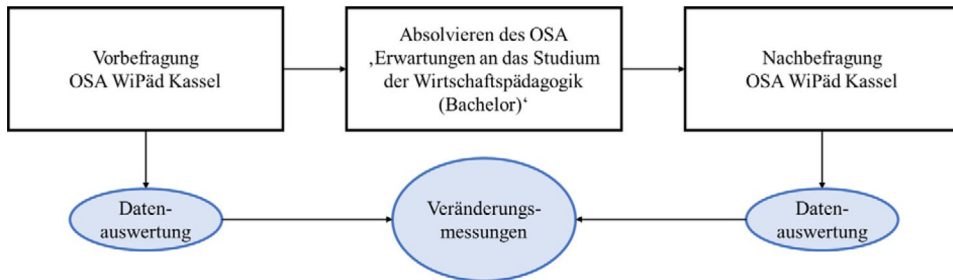 Vorbefragung
OSA WiPäd Kassel
Absolvieren des OSA
‚Erwartungen an das Studium
der Wirtschaftspädagogik
(Bachelor)‘
Nachbefragung
OSA WiPäd Kassel
Daten-
auswertung
Veränderungs-
messungen
Daten-
auswertung